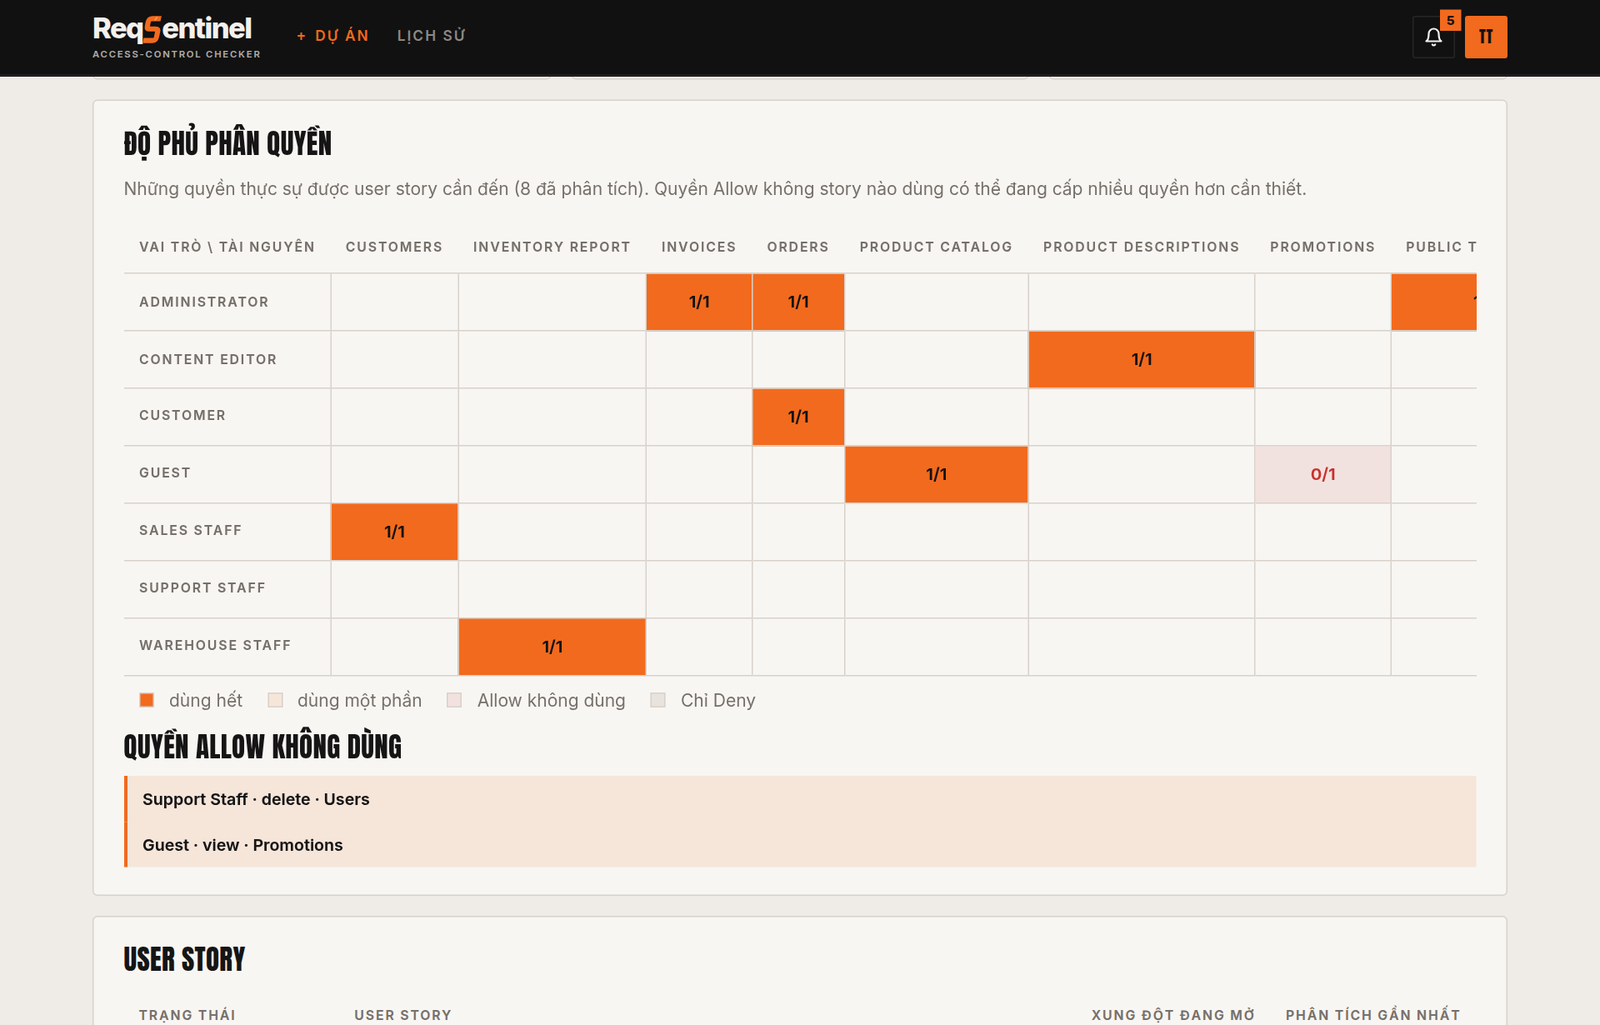 ReqSentinel
ACCESS-CONTROL CHECKER
+ DỰ ÁN
LỊCH SỬ
5
TT
ĐỘ PHỦ PHÂN QUYỀN
Những quyền thực sự được user story cần đến (8 đã phân tích). Quyền Allow không story nào dùng có thể đang cấp nhiều quyền hơn cần thiết.
VAI TRÒ \ TÀI NGUYÊN CUSTOMERS INVENTORY REPORT INVOICES ORDERS PRODUCT CATALOG PRODUCT DESCRIPTIONS PROMOTIONS PUBLIC T
ADMINISTRATOR 1/1 1/1
CONTENT EDITOR 1/1
CUSTOMER 1/1
GUEST 1/1 0/1
SALES STAFF 1/1
SUPPORT STAFF
WAREHOUSE STAFF 1/1
dùng hết dùng một phần Allow không dùng Chỉ Deny
QUYỀN ALLOW KHÔNG DÙNG
Support Staff · delete · Users
Guest · view · Promotions
USER STORY
TRẠNG THÁI USER STORY XUNG ĐỘT ĐANG MỞ PHÂN TÍCH GẦN NHẤT